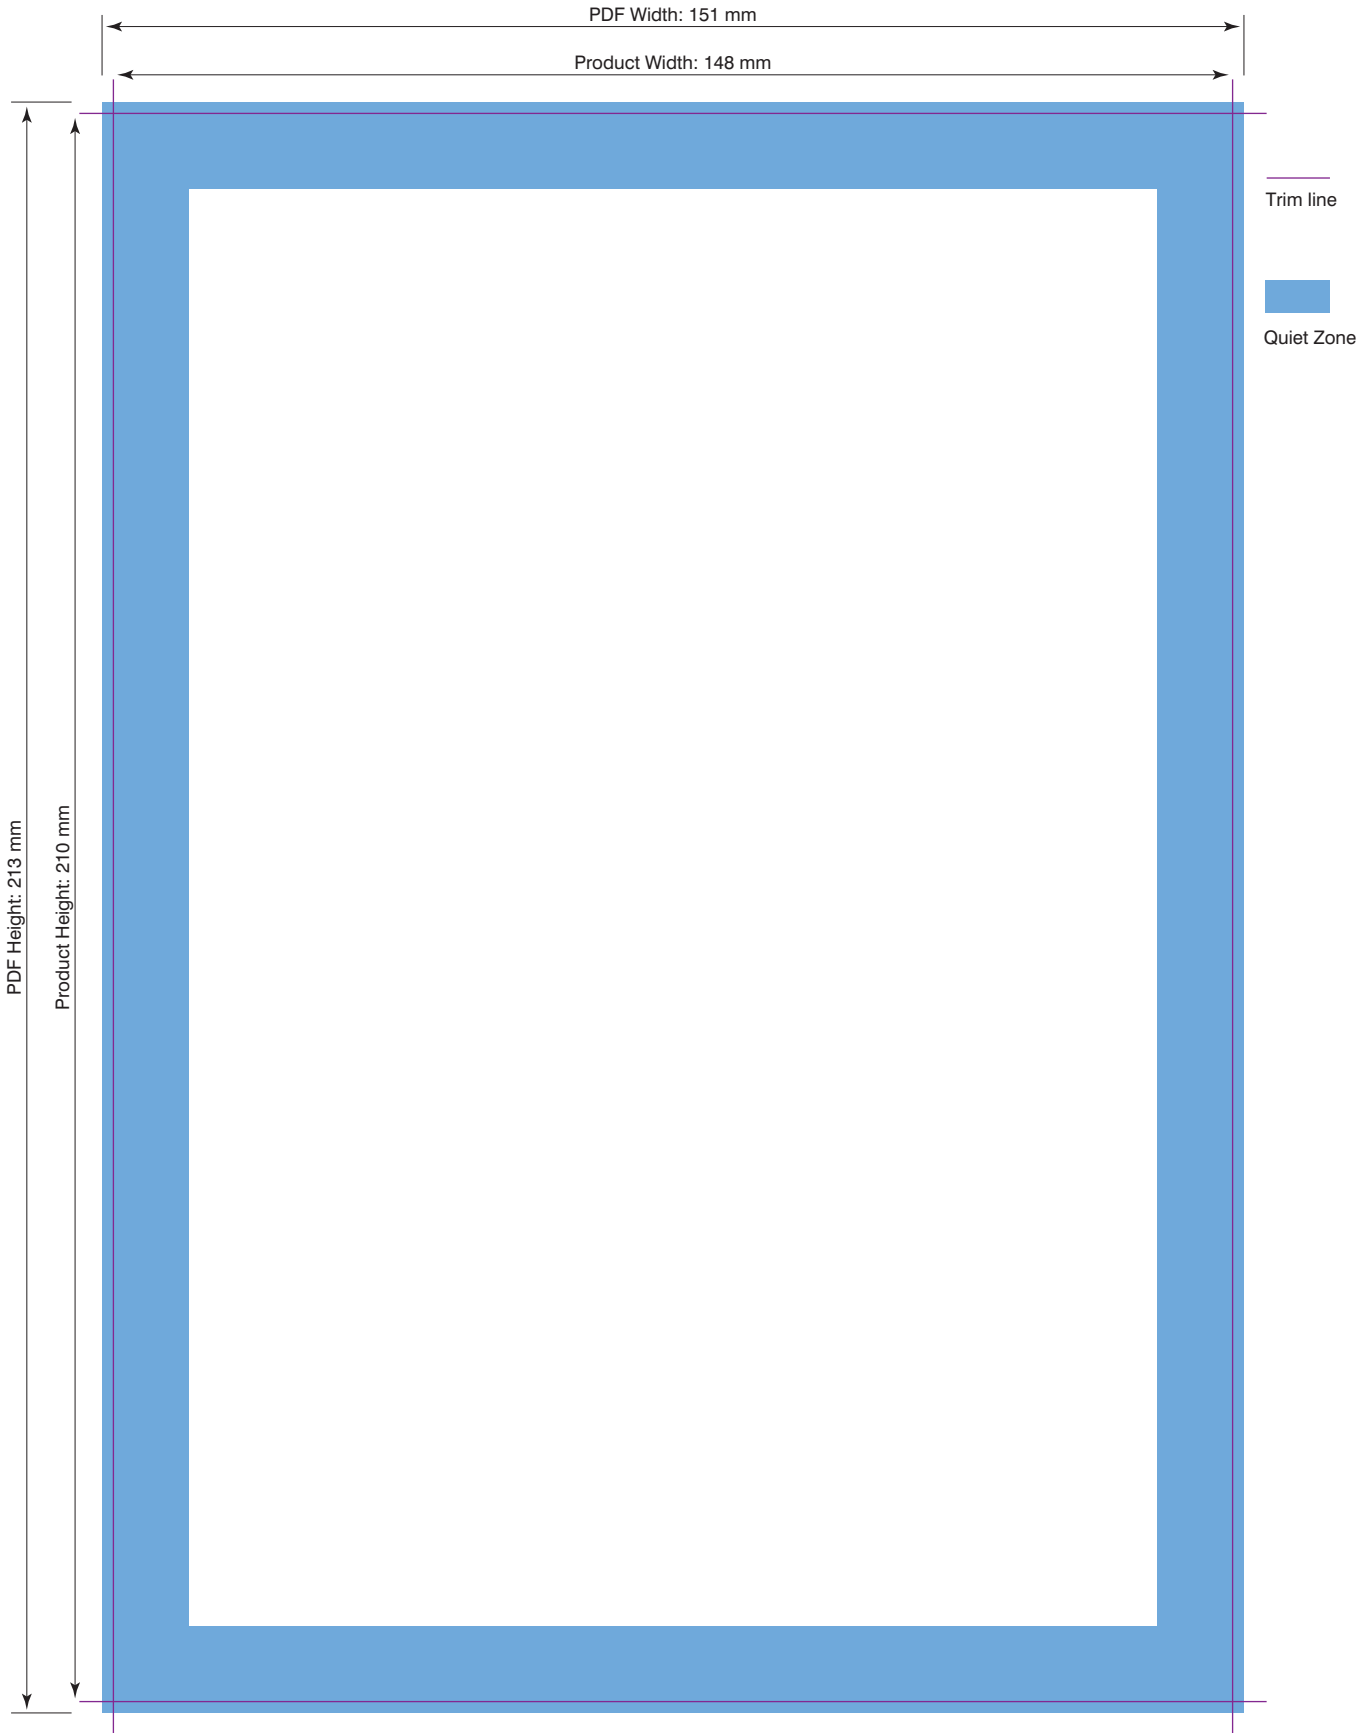 PDF Width: 151 mm
Product Width: 148 mm
Trim line
Quiet Zone
PDF Height: 213 mm
Product Height: 210 mm